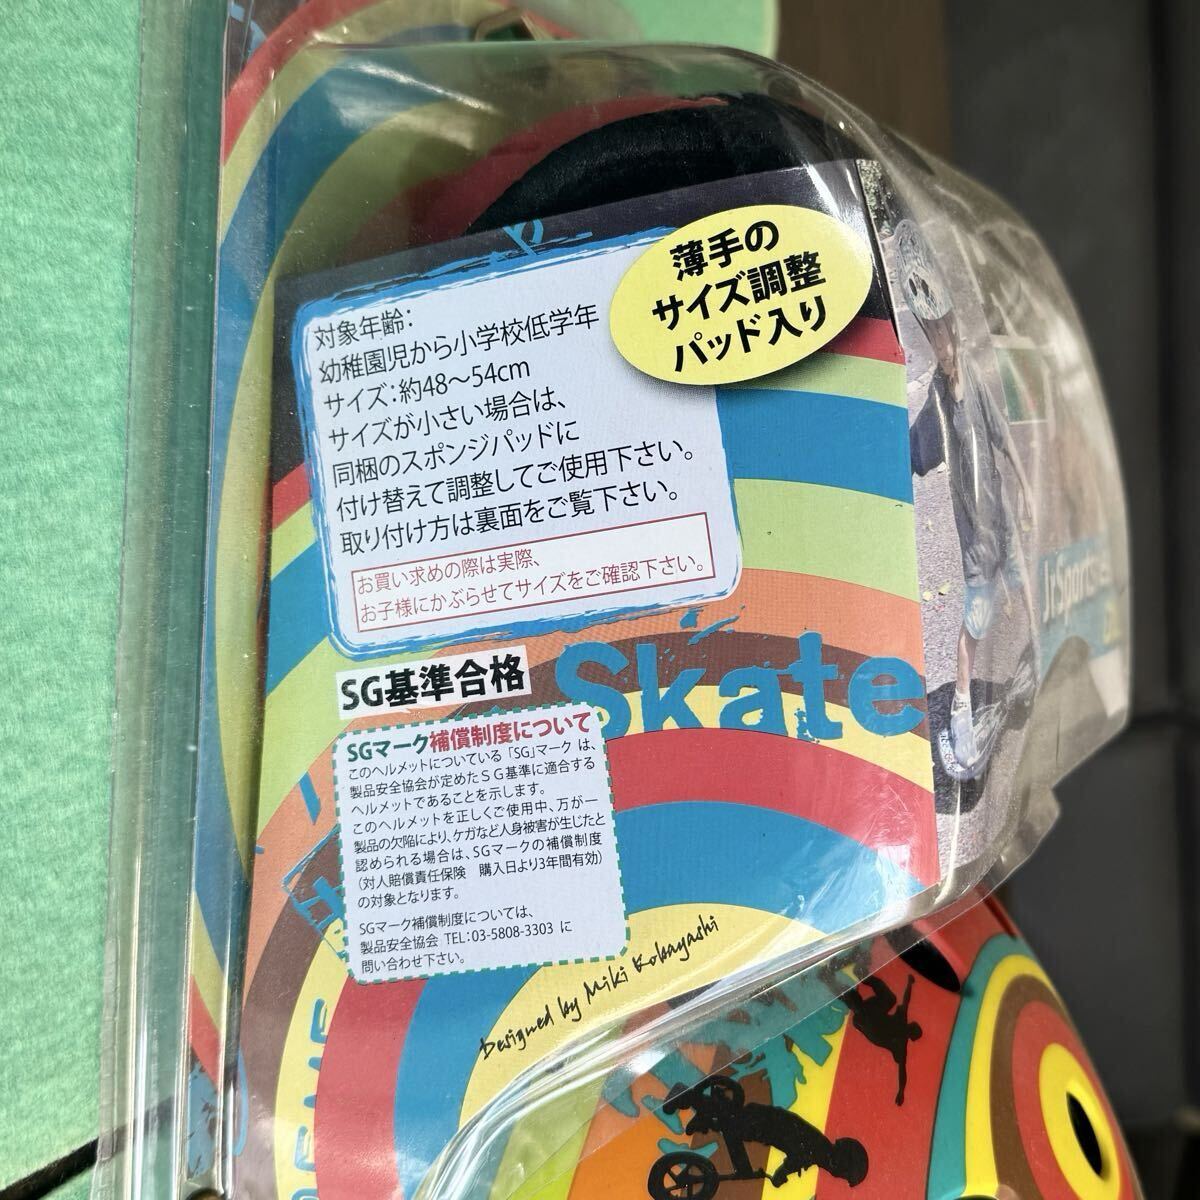 薄手の
サイズ調整
パッド入り
対象年齢：
幼稚園児から小学校低学年
サイズ：約48～54cm
サイズが小さい場合は、
同梱のスポンジパッドに
付け替えて調整してご使用下さい。
取り付け方は裏面をご覧下さい。
お買い求めの際は実際、
お子様にかぶらせてサイズをご確認下さい。
SG基準合格
Skate
SGマーク補償制度について
このヘルメットについている「SG」マークは、
製品安全協会が定めたＳＧ基準に適合する
ヘルメットであることを示します。
このヘルメットを正しくご使用中、万が一
製品の欠陥により、ケガなど人身被害が生じたと
認められる場合は、SGマークの補償制度
（対人賠償責任保険　購入日より3年間有効）
の対象となります。
SGマーク補償制度については、
製品安全協会 TEL：03-5808-3303 に
問い合わせ下さい。
Designed by Miki Kobayashi